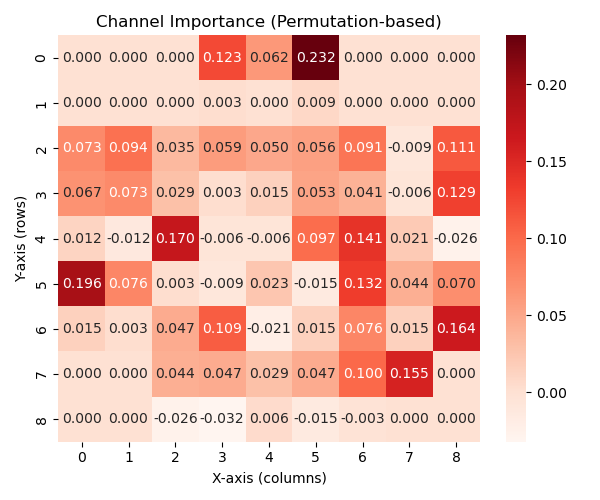 Channel Importance (Permutation-based)
0 0.000 0.000 0.000 0.123 0.062 0.232 0.000 0.000 0.000
1 0.000 0.000 0.000 0.003 0.000 0.009 0.000 0.000 0.000
2 0.073 0.094 0.035 0.059 0.050 0.056 0.091 -0.009 0.111
3 0.067 0.073 0.029 0.003 0.015 0.053 0.041 -0.006 0.129
4 0.012 -0.012 0.170 -0.006 -0.006 0.097 0.141 0.021 -0.026
5 0.196 0.076 0.003 -0.009 0.023 -0.015 0.132 0.044 0.070
6 0.015 0.003 0.047 0.109 -0.021 0.015 0.076 0.015 0.164
7 0.000 0.000 0.044 0.047 0.029 0.047 0.100 0.155 0.000
8 0.000 0.000 -0.026 -0.032 0.006 -0.015 -0.003 0.000 0.000
0 1 2 3 4 5 6 7 8
X-axis (columns)
Y-axis (rows)
0.20
0.15
0.10
0.05
0.00